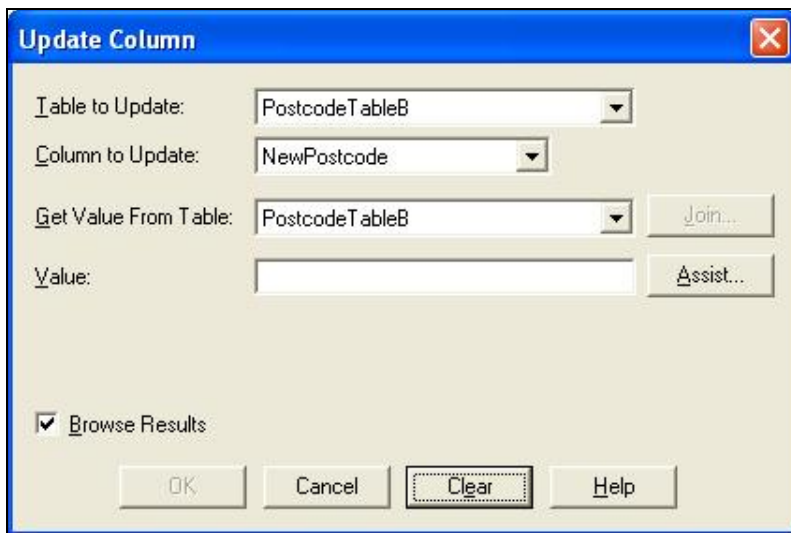 Update Column
Table to Update: PostcodeTableB
Column to Update: NewPostcode
Get Value From Table: PostcodeTableB Join...
Value: Assist...
Browse Results
OK Cancel Clear Help